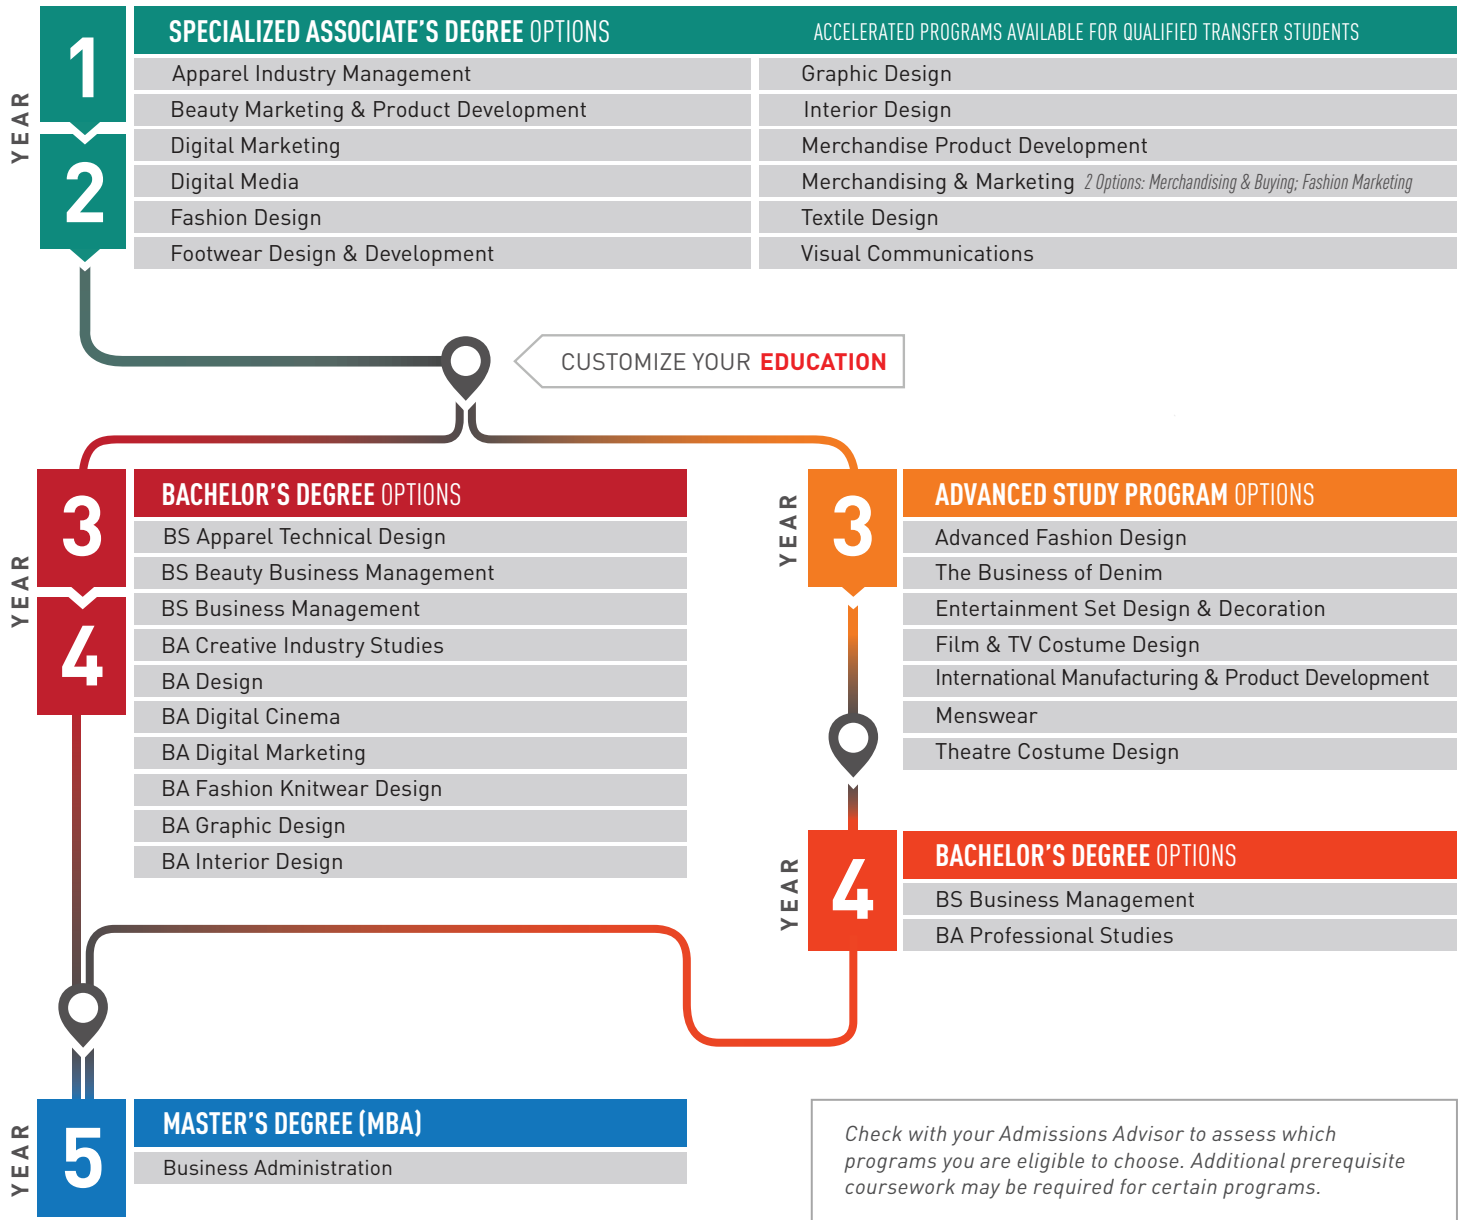 YEAR
1
2
SPECIALIZED ASSOCIATE'S DEGREE OPTIONS
ACCELERATED PROGRAMS AVAILABLE FOR QUALIFIED TRANSFER STUDENTS
Apparel Industry Management
Beauty Marketing & Product Development
Digital Marketing
Digital Media
Fashion Design
Footwear Design & Development
Graphic Design
Interior Design
Merchandise Product Development
Merchandising & Marketing 2 Options: Merchandising & Buying; Fashion Marketing
Textile Design
Visual Communications
CUSTOMIZE YOUR EDUCATION
YEAR
3
4
BACHELOR'S DEGREE OPTIONS
BS Apparel Technical Design
BS Beauty Business Management
BS Business Management
BA Creative Industry Studies
BA Design
BA Digital Cinema
BA Digital Marketing
BA Fashion Knitwear Design
BA Graphic Design
BA Interior Design
YEAR
3
ADVANCED STUDY PROGRAM OPTIONS
Advanced Fashion Design
The Business of Denim
Entertainment Set Design & Decoration
Film & TV Costume Design
International Manufacturing & Product Development
Menswear
Theatre Costume Design
YEAR
4
BACHELOR'S DEGREE OPTIONS
BS Business Management
BA Professional Studies
YEAR
5
MASTER'S DEGREE (MBA)
Business Administration
Check with your Admissions Advisor to assess which
programs you are eligible to choose. Additional prerequisite
coursework may be required for certain programs.